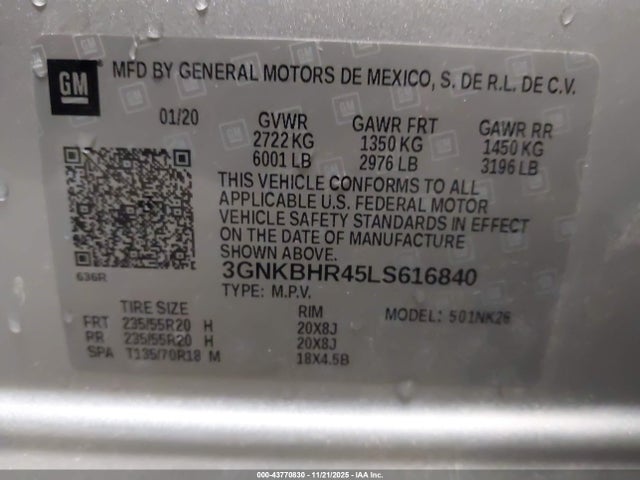 GM
MFD BY GENERAL MOTORS DE MEXICO, S. DE R.L. DE C.V.
01/20 GVWR GAWR FRT GAWR RR
2722 KG 1350 KG 1450 KG
6001 LB 2976 LB 3196 LB
THIS VEHICLE CONFORMS TO ALL
APPLICABLE U.S. FEDERAL MOTOR
VEHICLE SAFETY STANDARDS IN EFFECT
ON THE DATE OF MANUFACTURE
SHOWN ABOVE.
636R 3GNKBHR45LS616840
TYPE: M.P.V.
TIRE SIZE RIM MODEL: 501NK26
FRT 235/55R20 H 20X8J
RR 235/55R20 H 20X8J
SPA T135/70R18 M 18X4.5B
000-43770830 - 11/21/2025 - IAA Inc.